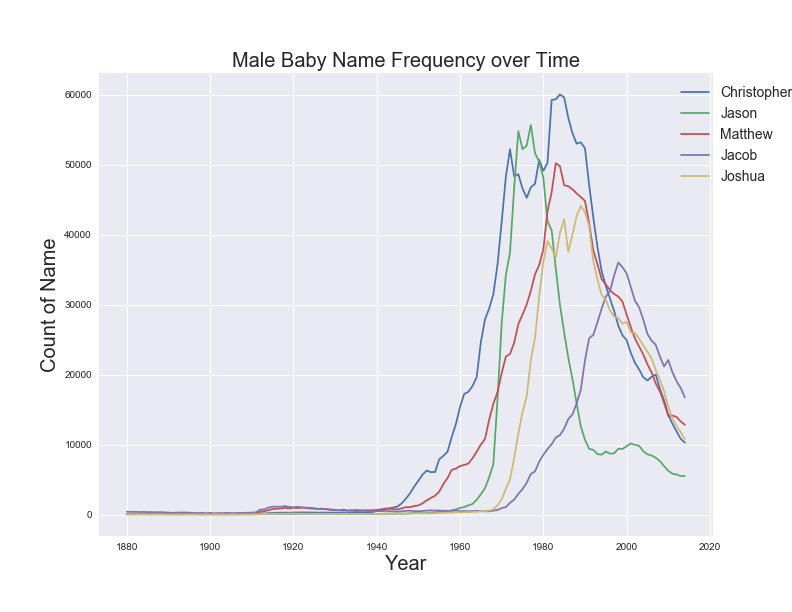 Male Baby Name Frequency over Time
Christopher
Jason
Matthew
Jacob
Joshua
60000
50000
40000
30000
20000
10000
0
Count of Name
1880
1900
1920
1940
1960
1980
2000
2020
Year